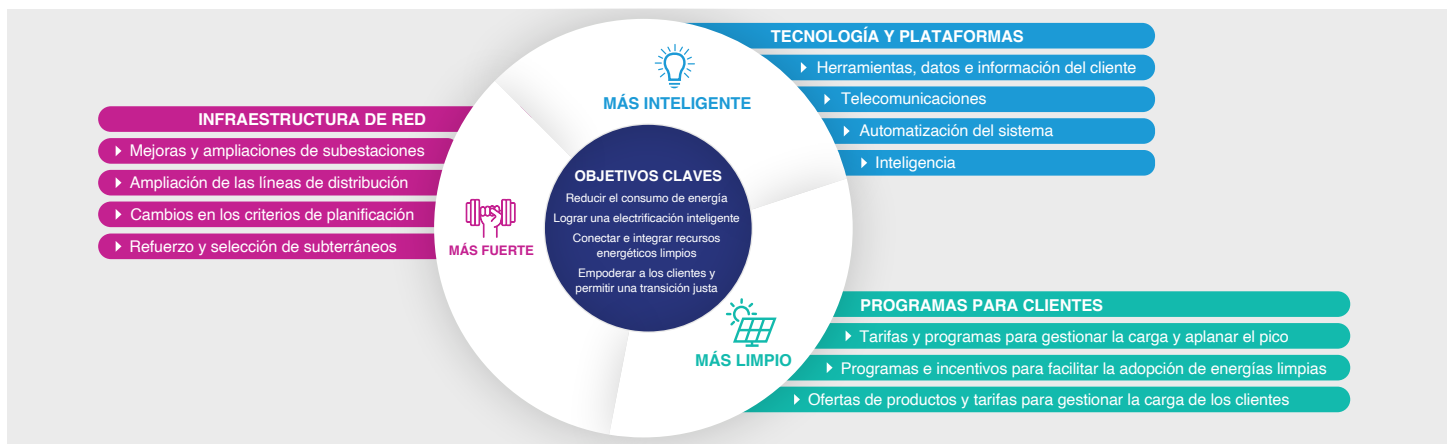 INFRAESTRUCTURA DE RED
Mejoras y ampliaciones de subestaciones
Ampliación de las líneas de distribución
Cambios en los criterios de planificación
Refuerzo y selección de subterráneos
MÁS FUERTE
MÁS INTELIGENTE
TECNOLOGÍA Y PLATAFORMAS
Herramientas, datos e información del cliente
Telecomunicaciones
Automatización del sistema
Inteligencia
OBJETIVOS CLAVES
Reducir el consumo de energía
Lograr una electrificación inteligente
Conectar e integrar recursos
energéticos limpios
Empoderar a los clientes y
permitir una transición justa
MÁS LIMPIO
PROGRAMAS PARA CLIENTES
Tarifas y programas para gestionar la carga y aplanar el pico
Programas e incentivos para facilitar la adopción de energías limpias
Ofertas de productos y tarifas para gestionar la carga de los clientes